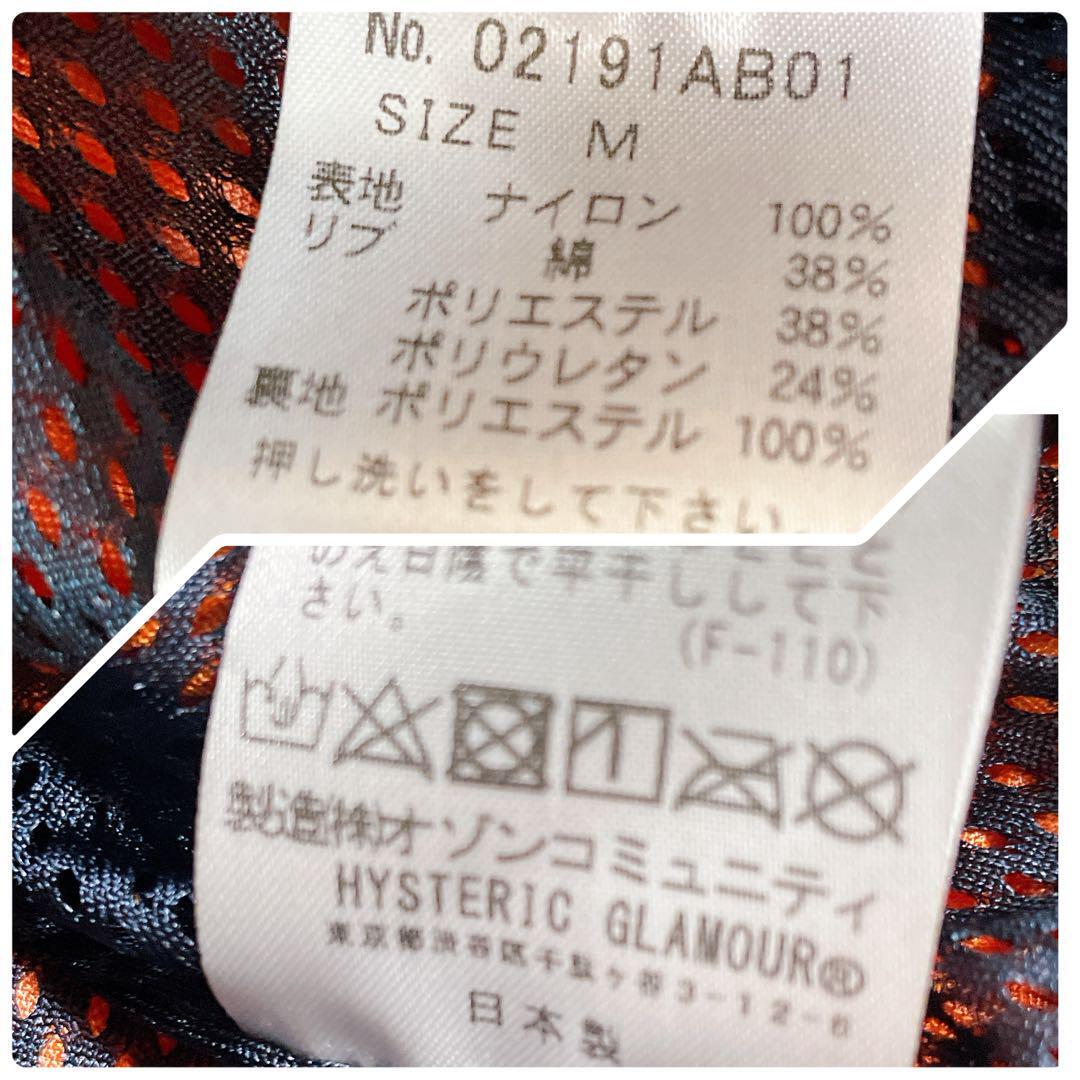 No. 02191AB01
SIZE M
表地 ナイロン 100%
リブ 綿 38%
ポリエステル 38%
ポリウレタン 24%
裏地 ポリエステル 100%
押し洗いをして下さい。
のえ日陰で平干しして下
さい。
(F-110)
製造㈱オゾンコミュニティ
HYSTERIC GLAMOUR®
東京都渋谷区千駄ヶ谷3-12-6
日本製